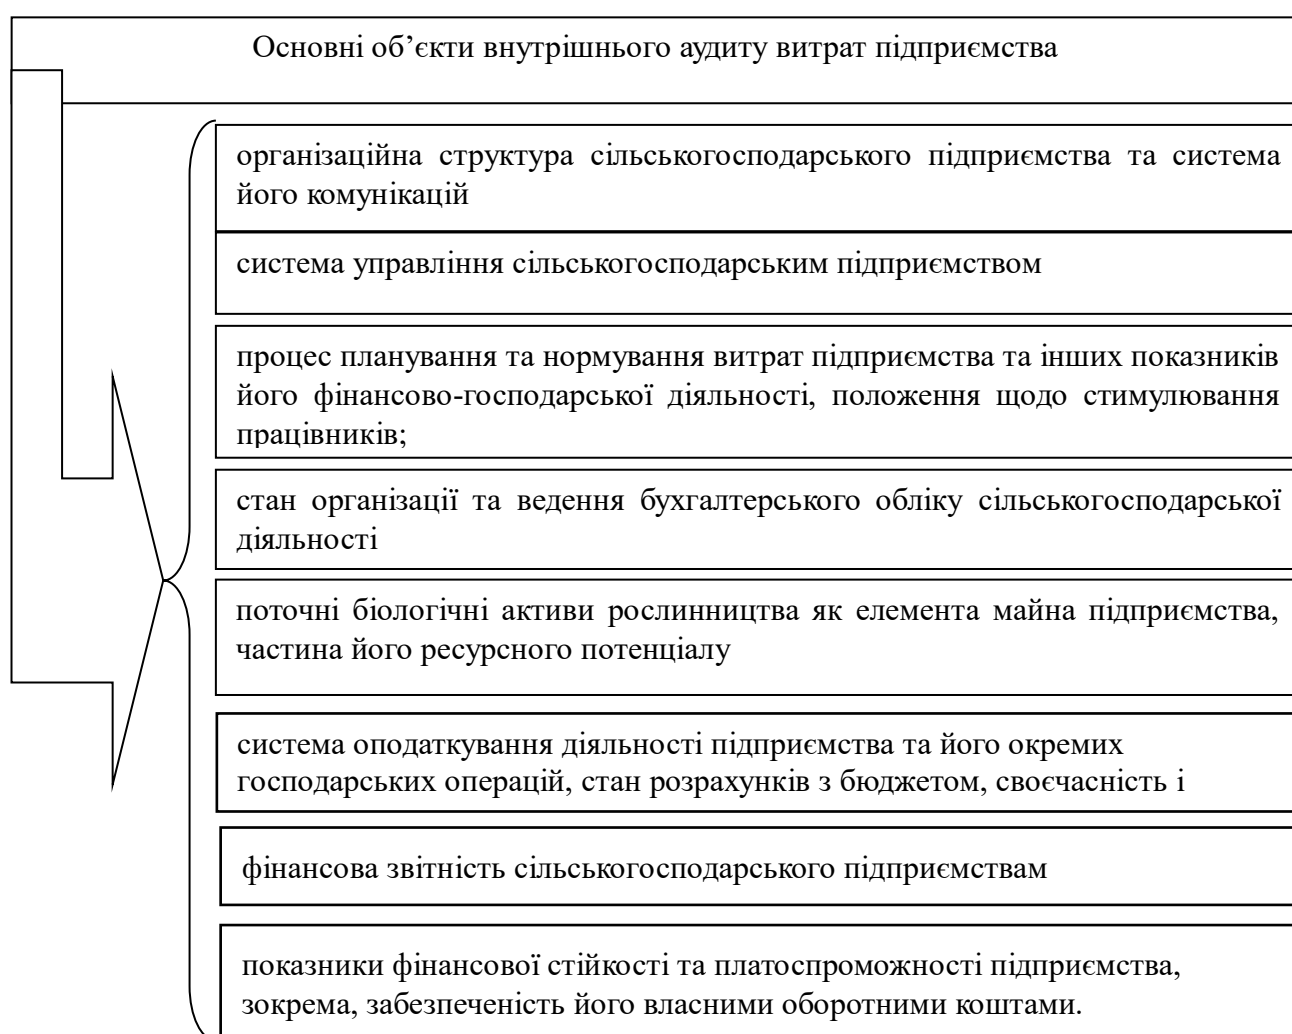 Основні об’єкти внутрішнього аудиту витрат підприємства
організаційна структура сільськогосподарського підприємства та система
його комунікацій
система управління сільськогосподарським підприємством
процес планування та нормування витрат підприємства та інших показників
його фінансово-господарської діяльності, положення щодо стимулювання
працівників;
стан організації та ведення бухгалтерського обліку сільськогосподарської
діяльності
поточні біологічні активи рослинництва як елемента майна підприємства,
частина його ресурсного потенціалу
система оподаткування діяльності підприємства та його окремих
господарських операцій, стан розрахунків з бюджетом, своєчасність і
фінансова звітність сільськогосподарського підприємствам
показники фінансової стійкості та платоспроможності підприємства,
зокрема, забезпеченість його власними оборотними коштами.